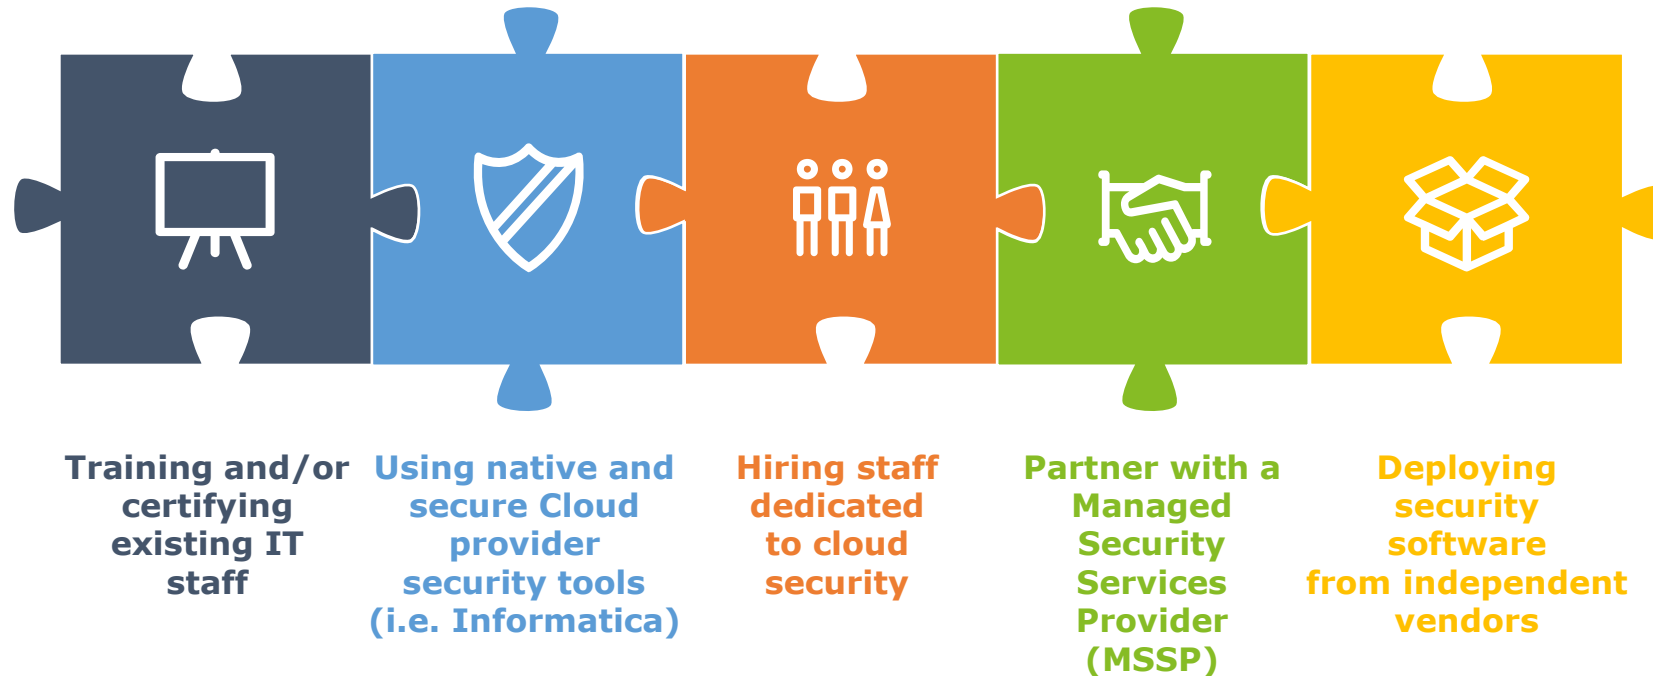 Training and/or
certifying
existing IT
staff
Using native and
secure Cloud
provider
security tools
(i.e. Informatica)
Hiring staff
dedicated
to cloud
security
Partner with a
Managed
Security
Services
Provider
(MSSP)
Deploying
security
software
from independent
vendors